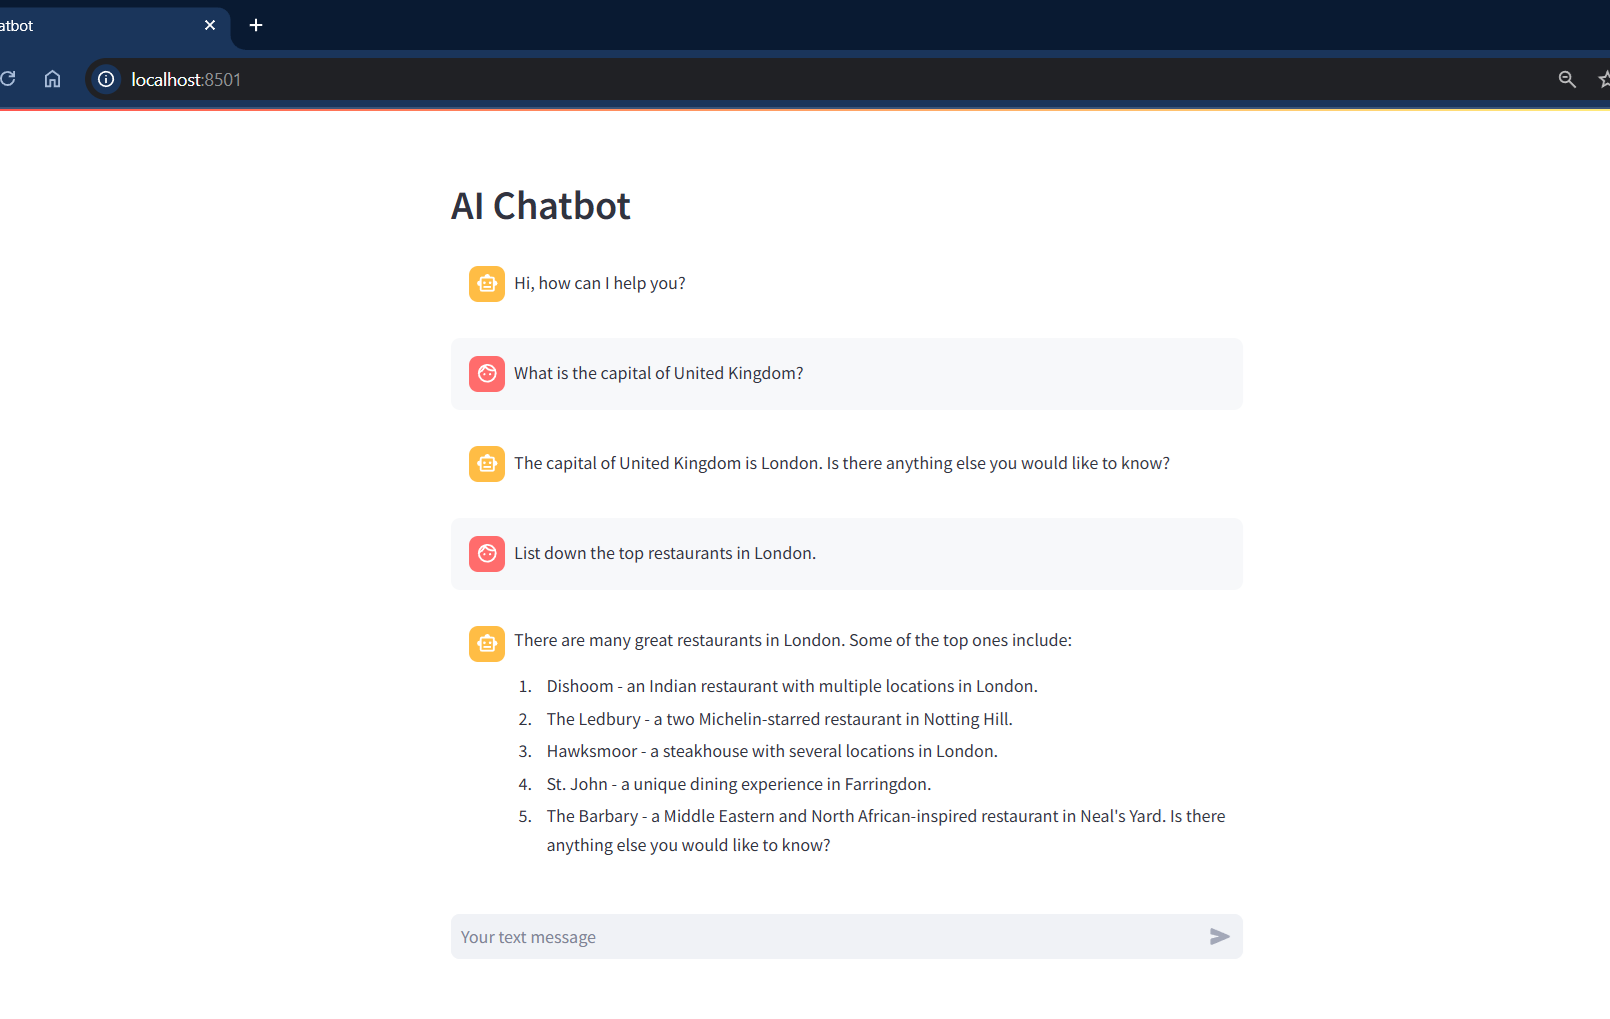 atbot
localhost:8501
AI Chatbot
Hi, how can I help you?
What is the capital of United Kingdom?
The capital of United Kingdom is London. Is there anything else you would like to know?
List down the top restaurants in London.
There are many great restaurants in London. Some of the top ones include:
1. Dishoom - an Indian restaurant with multiple locations in London.
2. The Ledbury - a two Michelin-starred restaurant in Notting Hill.
3. Hawksmoor - a steakhouse with several locations in London.
4. St. John - a unique dining experience in Farringdon.
5. The Barbary - a Middle Eastern and North African-inspired restaurant in Neal's Yard. Is there
anything else you would like to know?
Your text message